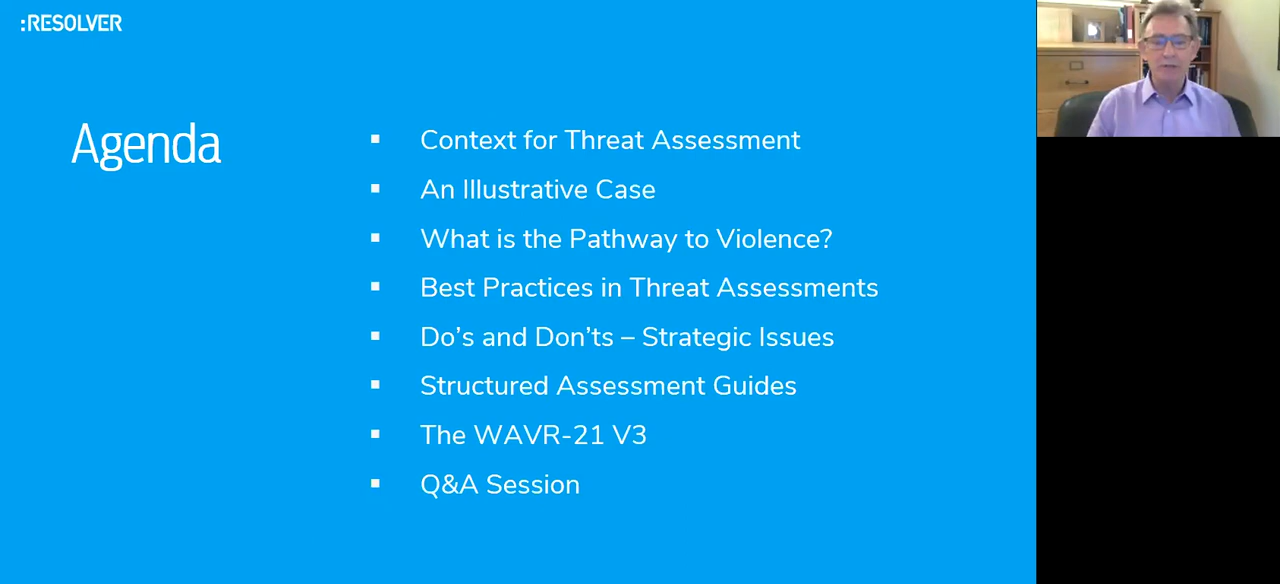 :RESOLVER
Agenda
Context for Threat Assessment
An Illustrative Case
What is the Pathway to Violence?
Best Practices in Threat Assessments
Do’s and Don’ts – Strategic Issues
Structured Assessment Guides
The WAVR-21 V3
Q&A Session